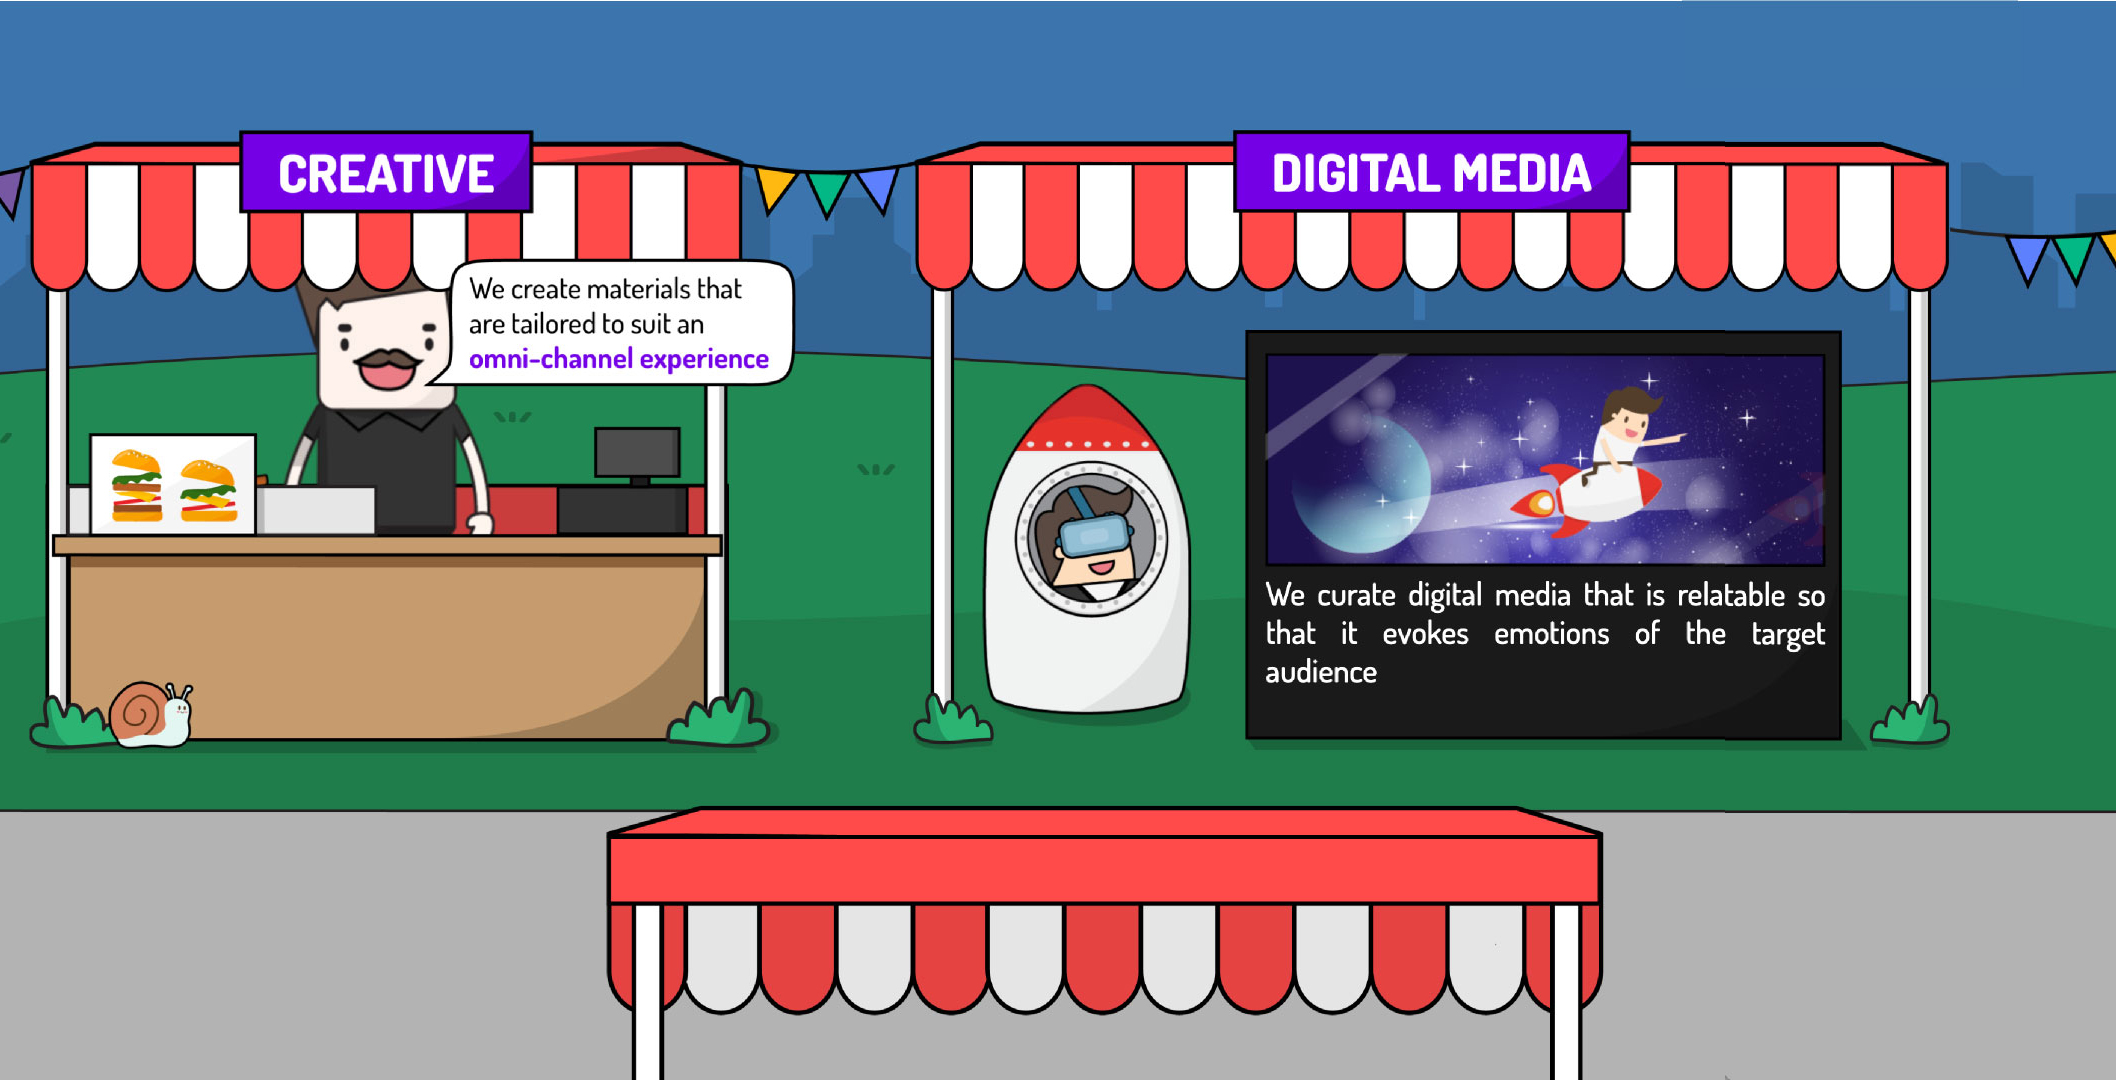 CREATIVE
DIGITAL MEDIA
We create materials that
are tailored to suit an
omni-channel experience
We curate digital media that is relatable so
that it evokes emotions of the target
audience